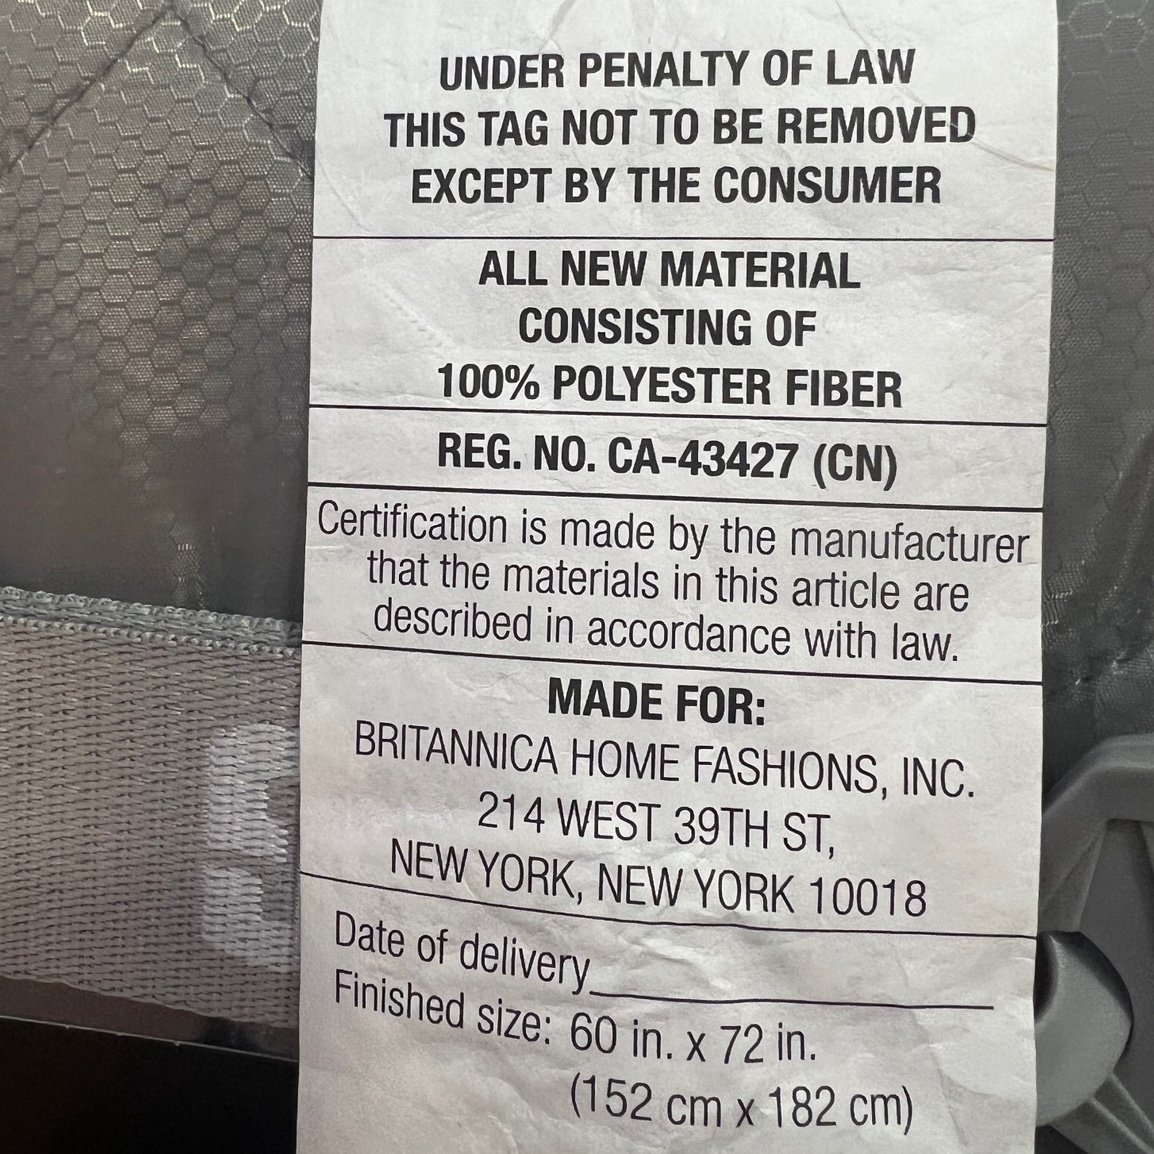 UNDER PENALTY OF LAW
THIS TAG NOT TO BE REMOVED
EXCEPT BY THE CONSUMER
ALL NEW MATERIAL
CONSISTING OF
100% POLYESTER FIBER
REG. NO. CA-43427 (CN)
Certification is made by the manufacturer
that the materials in this article are
described in accordance with law.
MADE FOR:
BRITANNICA HOME FASHIONS, INC.
214 WEST 39TH ST,
NEW YORK, NEW YORK 10018
Date of delivery
Finished size: 60 in. x 72 in.
(152 cm x 182 cm)